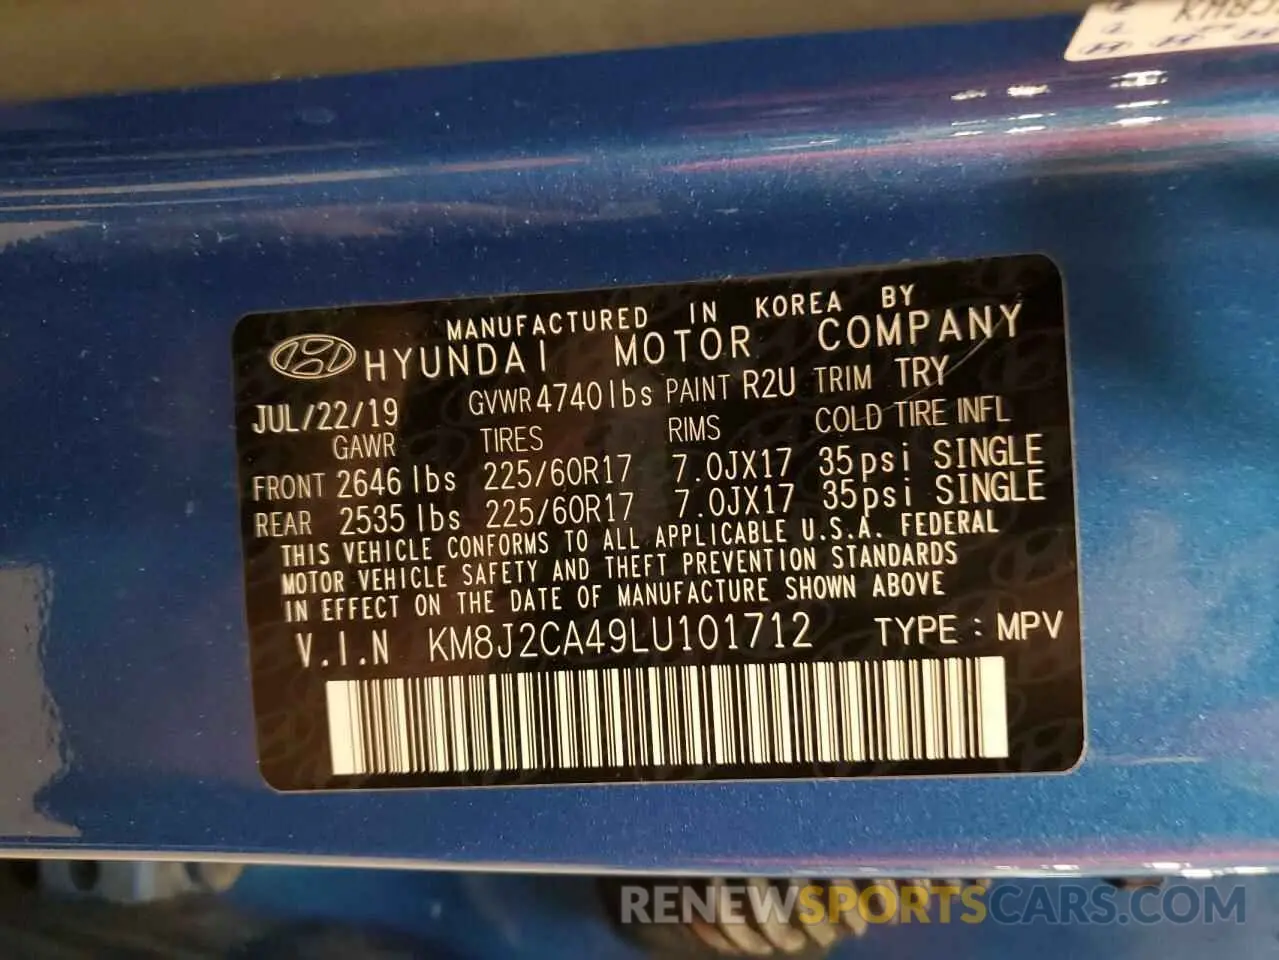 KM8J
MANUFACTURED IN KOREA BY
HYUNDAI MOTOR COMPANY
JUL/22/19 GVWR 4740lbs PAINT R2U TRIM TRY
GAWR TIRES RIMS COLD TIRE INFL
FRONT 2646 lbs 225/60R17 7.0JX17 35psi SINGLE
REAR 2535 lbs 225/60R17 7.0JX17 35psi SINGLE
THIS VEHICLE CONFORMS TO ALL APPLICABLE U.S.A. FEDERAL
MOTOR VEHICLE SAFETY AND THEFT PREVENTION STANDARDS
IN EFFECT ON THE DATE OF MANUFACTURE SHOWN ABOVE
V.I.N KM8J2CA49LU101712 TYPE : MPV
RENEWSPORTSCARS.COM